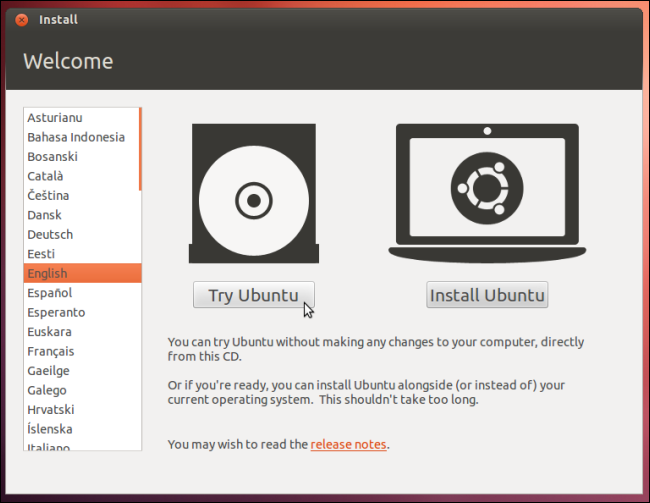 Install
Welcome
Asturianu
Bahasa Indonesia
Bosanski
Català
Čeština
Dansk
Deutsch
Eesti
English
Español
Esperanto
Euskara
Français
Gaeilge
Galego
Hrvatski
Íslenska
Italiano
Try Ubuntu
Install Ubuntu
You can try Ubuntu without making any changes to your computer, directly
from this CD.
Or if you're ready, you can install Ubuntu alongside (or instead of) your
current operating system.  This shouldn't take too long.
You may wish to read the release notes.